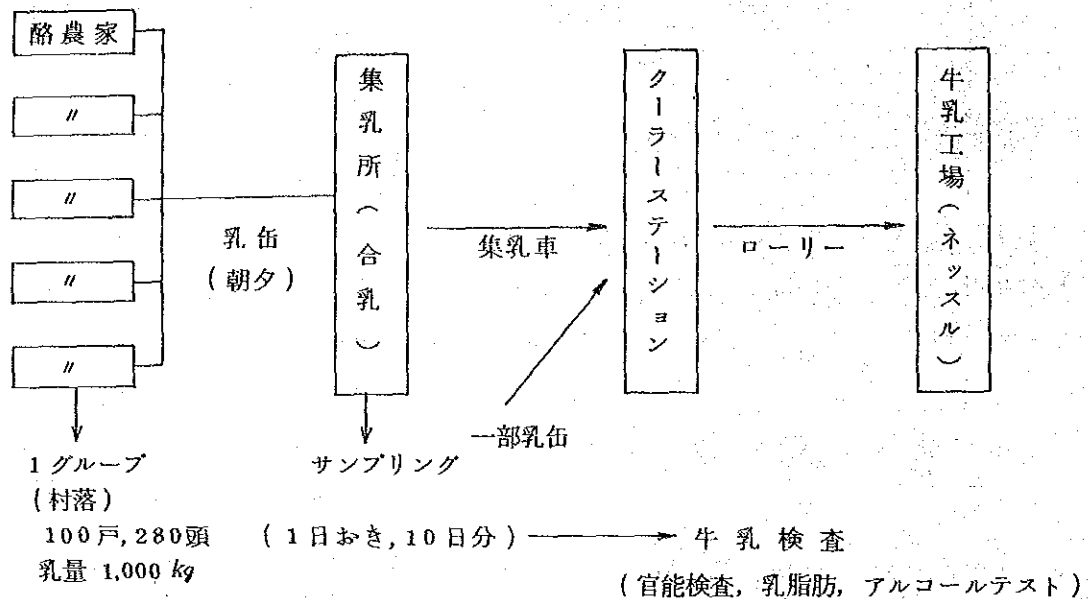 酪農家
〃
〃
〃
〃
乳缶
(朝夕)
集乳所(合乳)
集乳車
一部乳缶
クーラーステーション
ローリー
牛乳工場(ネッスル)
1グループ
(村落)
100戸,280頭
乳量 1,000 kg
サンプリング
(1日おき,10日分)
牛乳検査
(官能検査,乳脂肪,アルコールテスト)